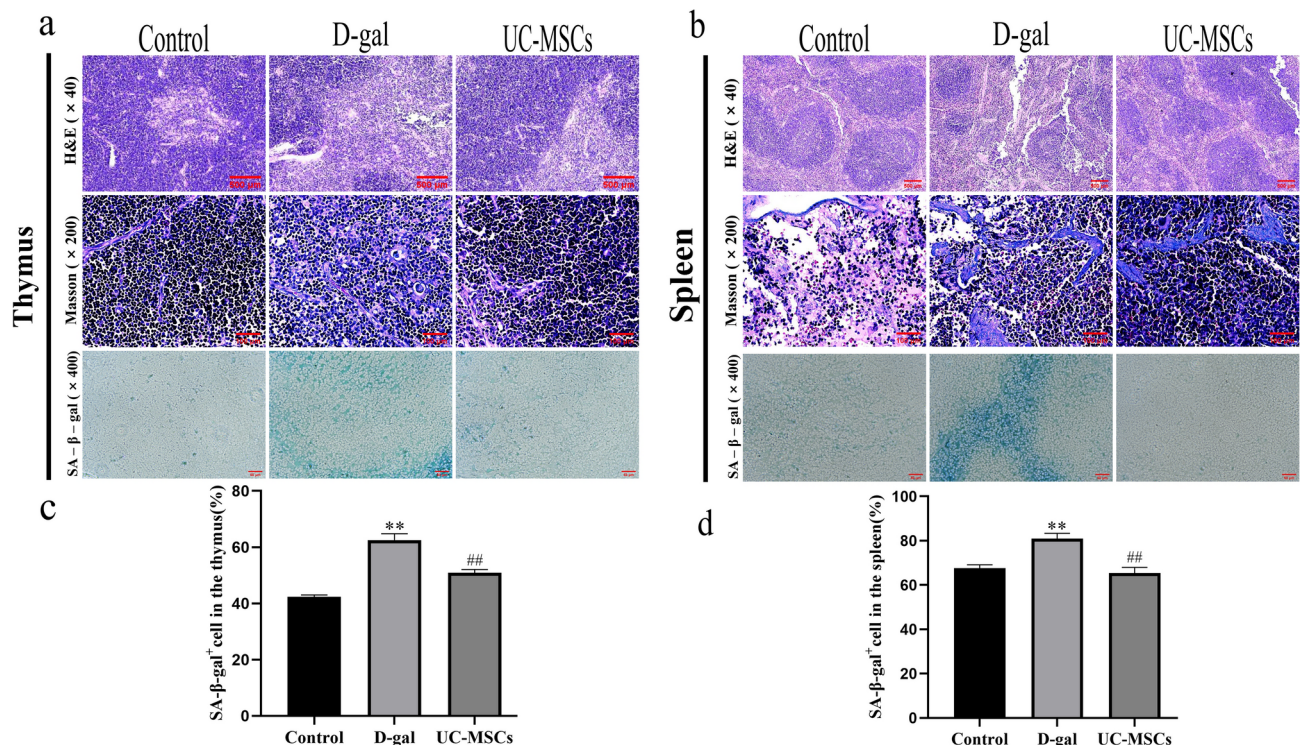 a
Control
D-gal
UC-MSCs
Thymus
H&E ( × 40)
500 μm
500 μm
Masson ( × 200)
SA – β – gal ( × 400)
b
Control
D-gal
UC-MSCs
Spleen
H&E ( × 40)
Masson ( × 200)
SA – β – gal ( × 400)
c
SA-β-gal⁺ cell in the thymus(%)
80
60
40
20
0
**
##
Control
D-gal
UC-MSCs
d
SA-β-gal⁺ cell in the spleen(%)
100
80
60
40
20
0
**
##
Control
D-gal
UC-MSCs